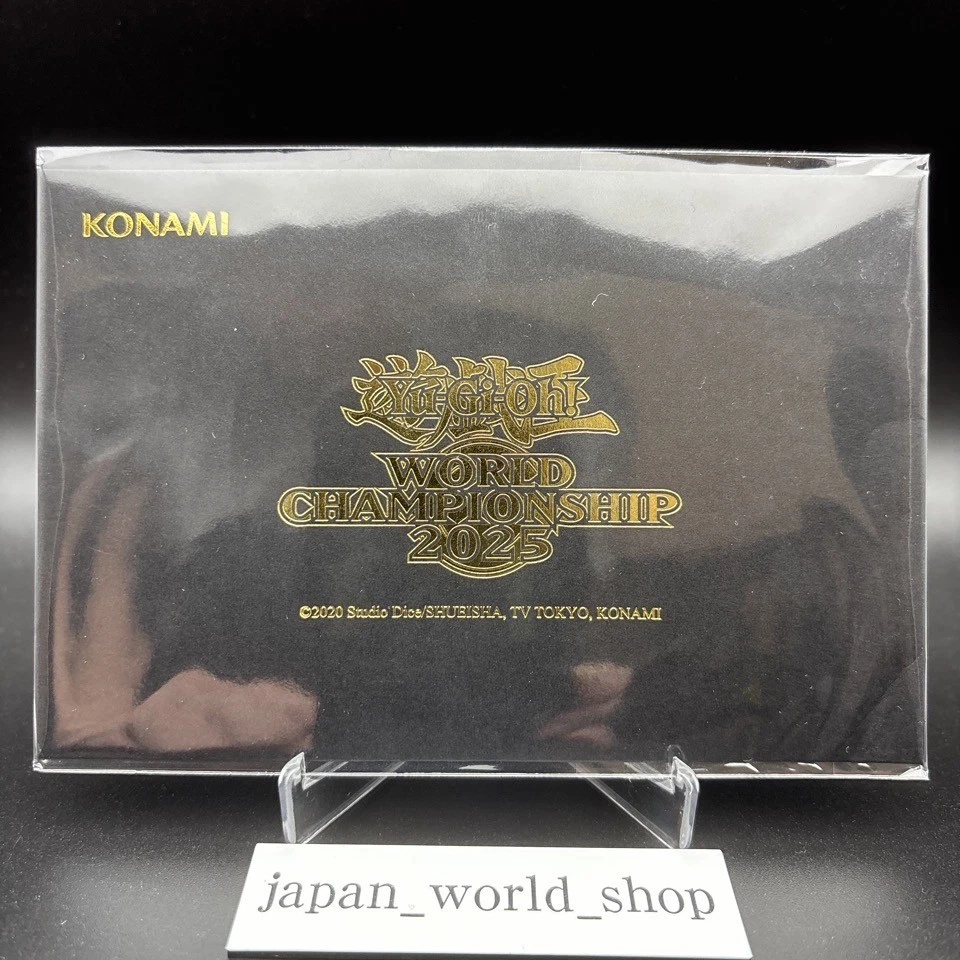 KONAMI
遊戯王
Yu-Gi-Oh!
WORLD
CHAMPIONSHIP
2025
©2020 Studio Dice/SHUEISHA, TV TOKYO, KONAMI
japan_world_shop